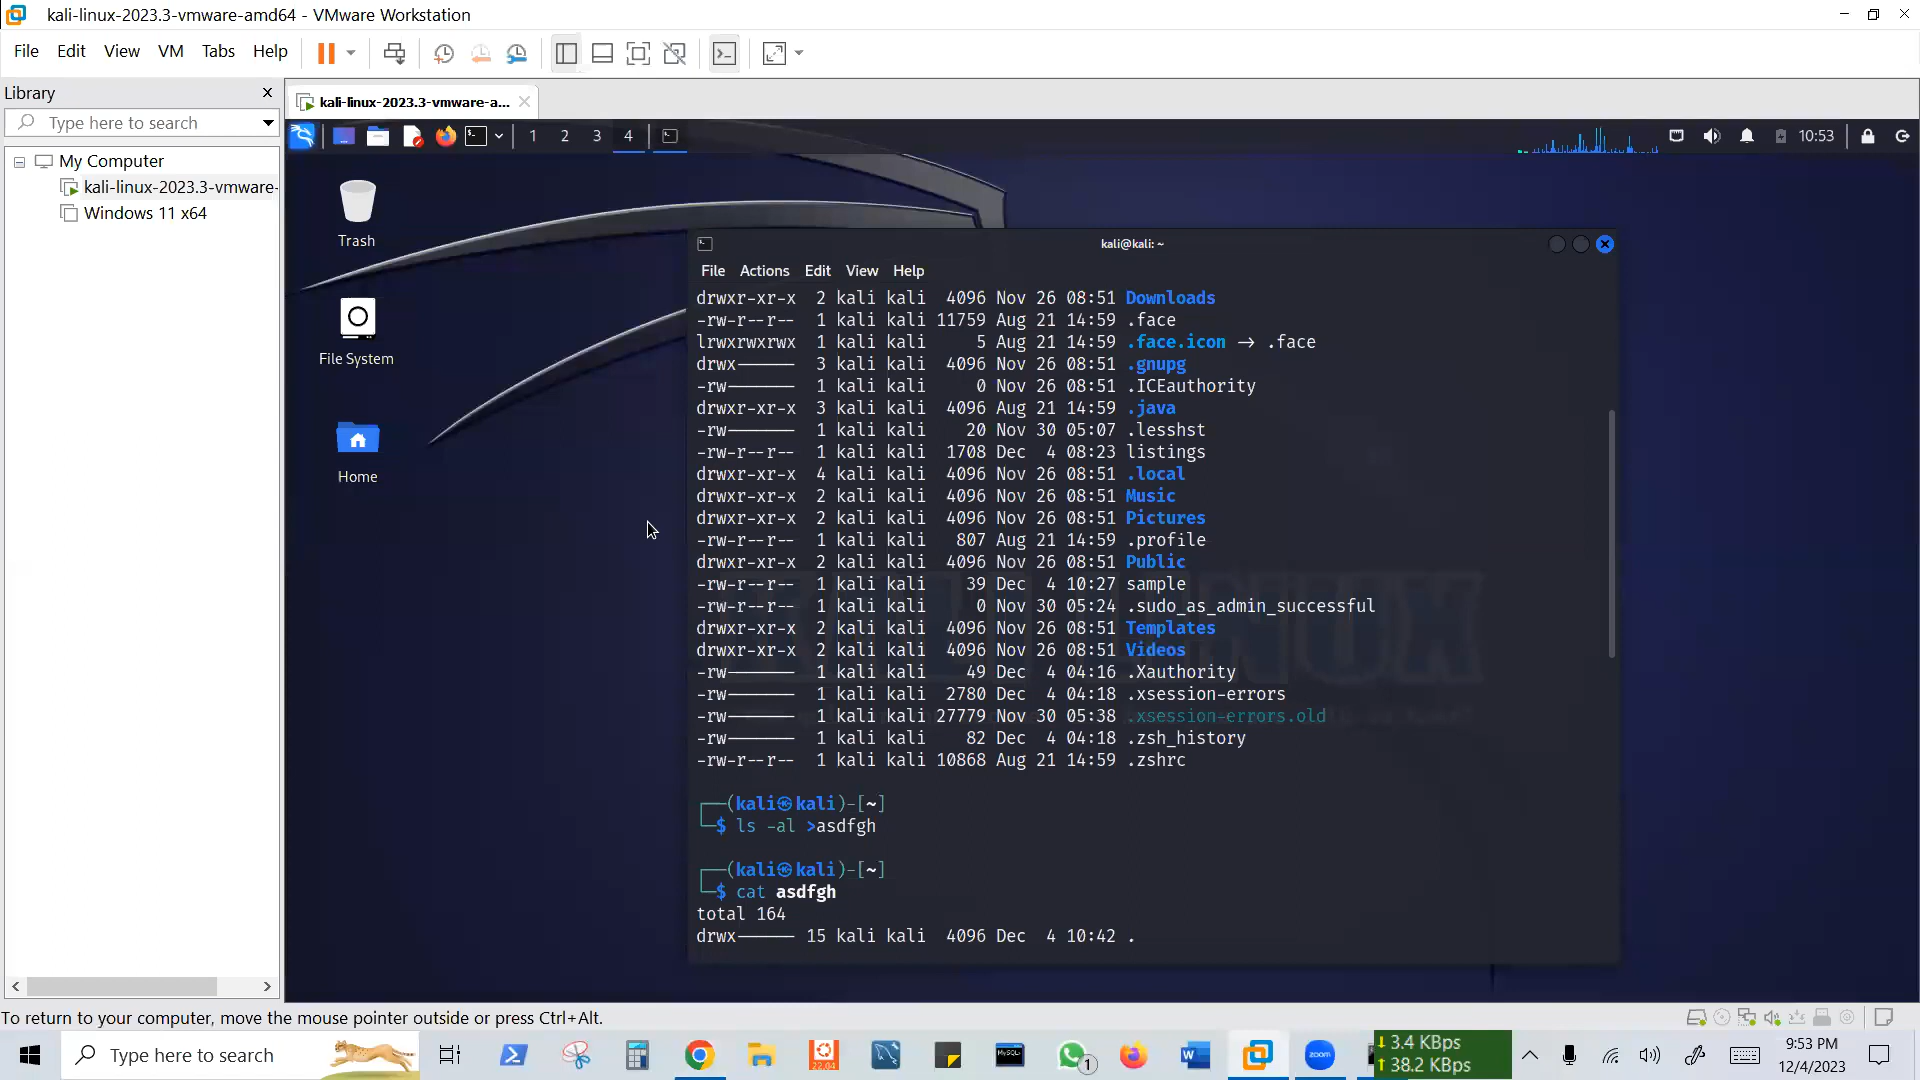 kali-linux-2023.3-vmware-amd64 - VMware Workstation
File Edit View VM Tabs Help
Library
Type here to search
My Computer
kali-linux-2023.3-vmware-
Windows 11 x64
kali-linux-2023.3-vmware-a...
1 2 3 4
10:53
Trash
File System
Home
kali@kali: ~
File Actions Edit View Help
drwxr-xr-x 2 kali kali 4096 Nov 26 08:51 Downloads
-rw-r--r-- 1 kali kali 11759 Aug 21 14:59 .face
lrwxrwxrwx 1 kali kali 5 Aug 21 14:59 .face.icon → .face
drwx------ 3 kali kali 4096 Nov 26 08:51 .gnupg
-rw------- 1 kali kali 0 Nov 26 08:51 .ICEauthority
drwxr-xr-x 3 kali kali 4096 Aug 21 14:59 .java
-rw------- 1 kali kali 20 Nov 30 05:07 .lesshst
-rw-r--r-- 1 kali kali 1708 Dec 4 08:23 listings
drwxr-xr-x 4 kali kali 4096 Nov 26 08:51 .local
drwxr-xr-x 2 kali kali 4096 Nov 26 08:51 Music
drwxr-xr-x 2 kali kali 4096 Nov 26 08:51 Pictures
-rw-r--r-- 1 kali kali 807 Aug 21 14:59 .profile
drwxr-xr-x 2 kali kali 4096 Nov 26 08:51 Public
-rw-r--r-- 1 kali kali 39 Dec 4 10:27 sample
-rw-r--r-- 1 kali kali 0 Nov 30 05:24 .sudo_as_admin_successful
drwxr-xr-x 2 kali kali 4096 Nov 26 08:51 Templates
drwxr-xr-x 2 kali kali 4096 Nov 26 08:51 Videos
-rw------- 1 kali kali 49 Dec 4 04:16 .Xauthority
-rw------- 1 kali kali 2780 Dec 4 04:18 .xsession-errors
-rw------- 1 kali kali 27779 Nov 30 05:38 .xsession-errors.old
-rw------- 1 kali kali 82 Dec 4 04:18 .zsh_history
-rw-r--r-- 1 kali kali 10868 Aug 21 14:59 .zshrc
┌──(kali㉿kali)-[~]
└─$ ls -al >asdfgh
┌──(kali㉿kali)-[~]
└─$ cat asdfgh
total 164
drwx------ 15 kali kali 4096 Dec 4 10:42 .
To return to your computer, move the mouse pointer outside or press Ctrl+Alt.
Type here to search
22.04
MySQL
1
W
zoom
↓ 3.4 KBps
↑ 38.2 KBps
9:53 PM
12/4/2023